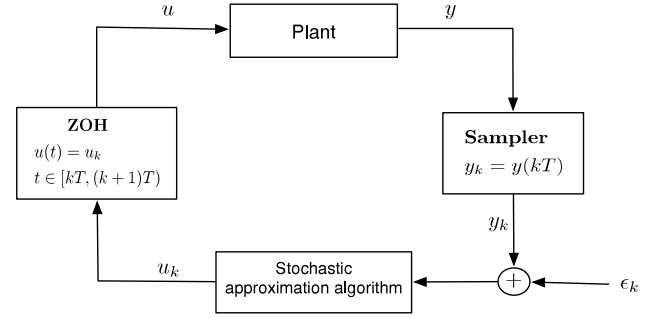 u
Plant
y
ZOH
u(t) = u_k
t ∈ [kT, (k + 1)T)
Sampler
y_k = y(kT)
y_k
u_k
Stochastic
approximation algorithm
+
ϵ_k